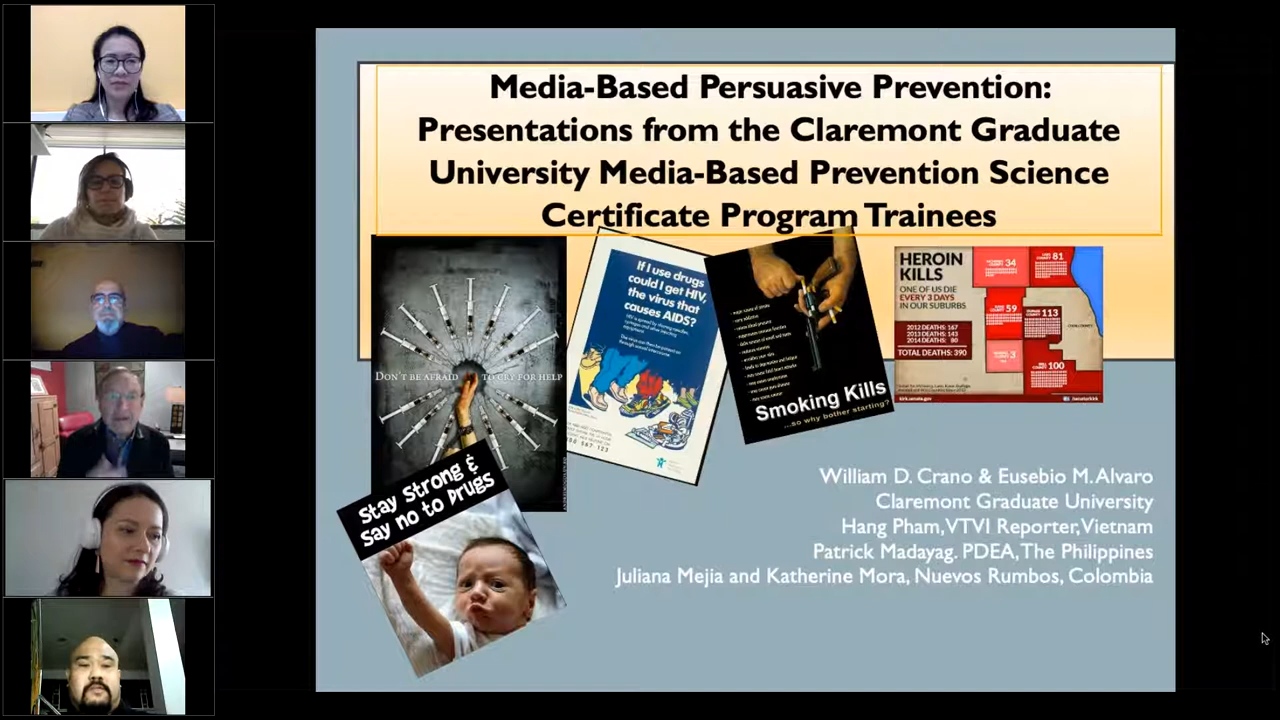 Media-Based Persuasive Prevention:
Presentations from the Claremont Graduate
University Media-Based Prevention Science
Certificate Program Trainees
DON'T BE AFRAID TO CRY FOR HELP
If I use drugs
could I get HIV,
the virus that
causes AIDS?
Smoking Kills
...so why bother starting?
HEROIN
KILLS
ONE OF US DIE
EVERY 3 DAYS
IN OUR SUBURBS
2012 DEATHS: 167
2013 DEATHS: 143
2014 DEATHS: 80
TOTAL DEATHS: 390
34
81
59
113
3
100
kirk.senate.gov
Stay Strong &
Say no to Drugs
William D. Crano & Eusebio M. Alvaro
Claremont Graduate University
Hang Pham, VTVI Reporter, Vietnam
Patrick Madayag. PDEA, The Philippines
Juliana Mejia and Katherine Mora, Nuevos Rumbos, Colombia